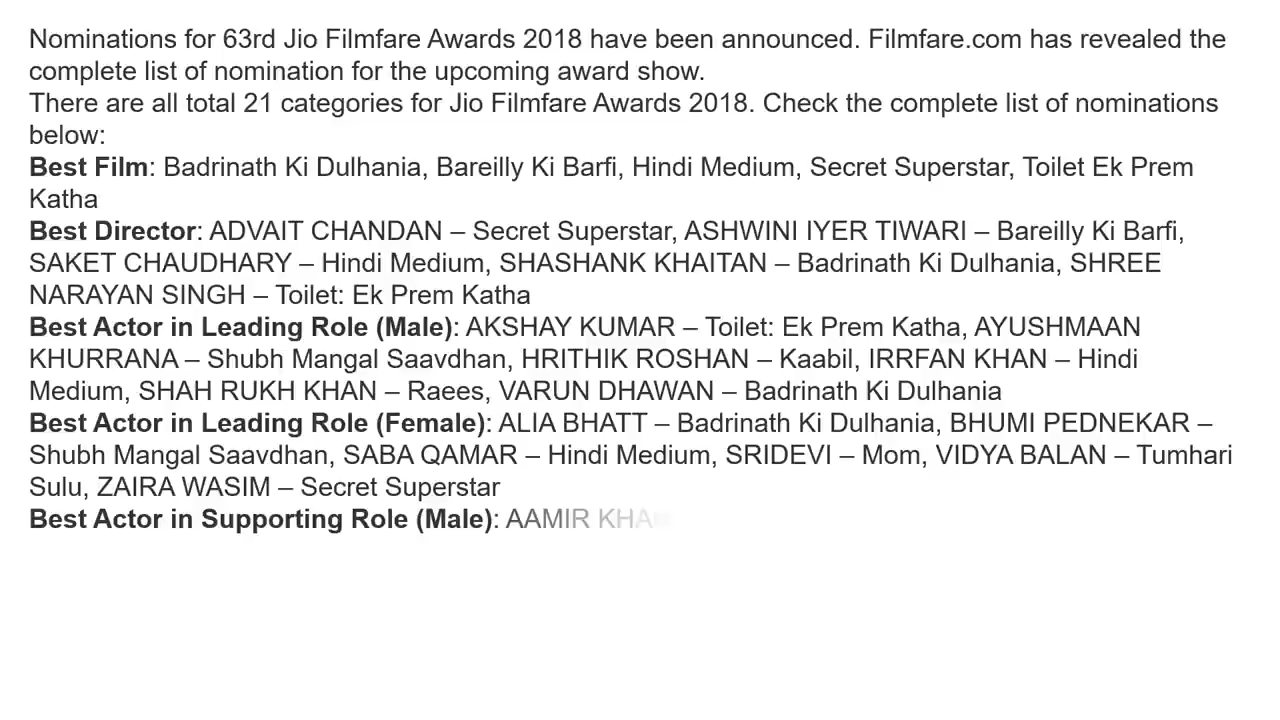 Nominations for 63rd Jio Filmfare Awards 2018 have been announced. Filmfare.com has revealed the
complete list of nomination for the upcoming award show.
There are all total 21 categories for Jio Filmfare Awards 2018. Check the complete list of nominations
below:
Best Film: Badrinath Ki Dulhania, Bareilly Ki Barfi, Hindi Medium, Secret Superstar, Toilet Ek Prem
Katha
Best Director: ADVAIT CHANDAN – Secret Superstar, ASHWINI IYER TIWARI – Bareilly Ki Barfi,
SAKET CHAUDHARY – Hindi Medium, SHASHANK KHAITAN – Badrinath Ki Dulhania, SHREE
NARAYAN SINGH – Toilet: Ek Prem Katha
Best Actor in Leading Role (Male): AKSHAY KUMAR – Toilet: Ek Prem Katha, AYUSHMAAN
KHURRANA – Shubh Mangal Saavdhan, HRITHIK ROSHAN – Kaabil, IRRFAN KHAN – Hindi
Medium, SHAH RUKH KHAN – Raees, VARUN DHAWAN – Badrinath Ki Dulhania
Best Actor in Leading Role (Female): ALIA BHATT – Badrinath Ki Dulhania, BHUMI PEDNEKAR –
Shubh Mangal Saavdhan, SABA QAMAR – Hindi Medium, SRIDEVI – Mom, VIDYA BALAN – Tumhari
Sulu, ZAIRA WASIM – Secret Superstar
Best Actor in Supporting Role (Male): AAMIR KHAN